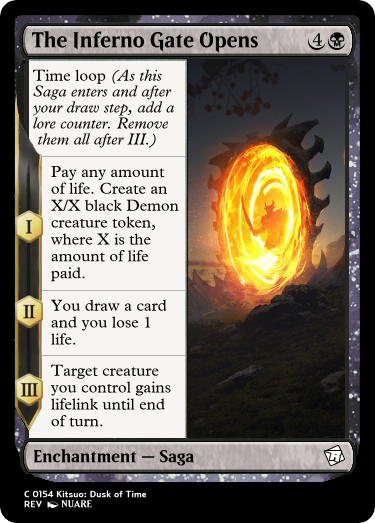 The Inferno Gate Opens 4
Time loop (As this
Saga enters and after
your draw step, add a
lore counter. Remove
them all after III.)
I
Pay any amount
of life. Create an
X/X black Demon
creature token,
where X is the
amount of life
paid.
II
You draw a card
and you lose 1
life.
III
Target creature
you control gains
lifelink until end
of turn.
Enchantment — Saga
C 0154 Kitsuo: Dusk of Time
REV NUARE